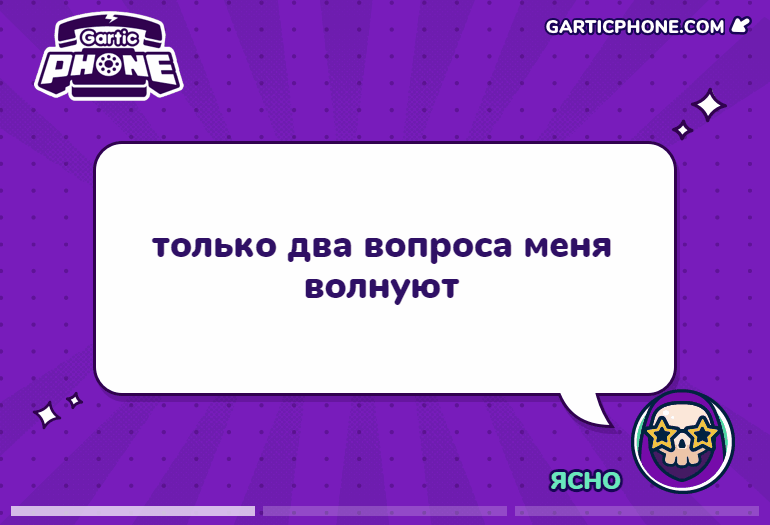 Gartic
PHONE
GARTICPHONE.COM
только два вопроса меня
волнуют
ЯСНО